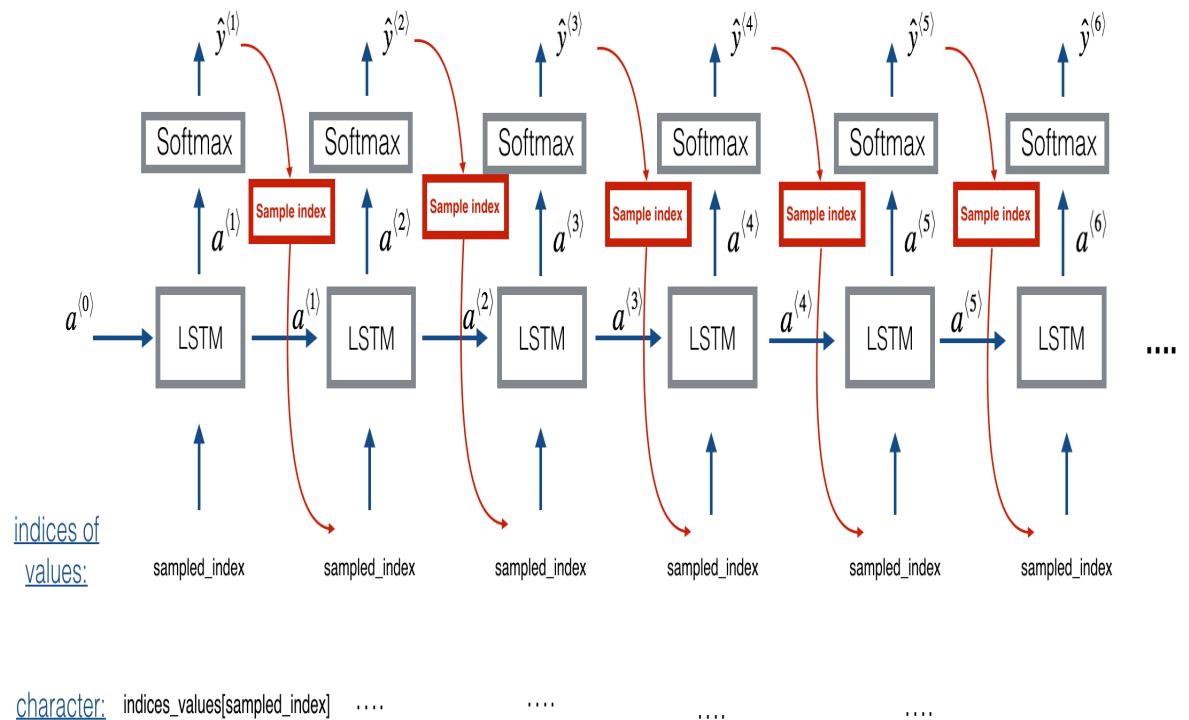 ŷ⟨1⟩ ŷ⟨2⟩ ŷ⟨3⟩ ŷ⟨4⟩ ŷ⟨5⟩ ŷ⟨6⟩
Softmax Softmax Softmax Softmax Softmax Softmax
Sample index Sample index Sample index Sample index Sample index
a⟨1⟩ a⟨2⟩ a⟨3⟩ a⟨4⟩ a⟨5⟩ a⟨6⟩
a⟨0⟩ a⟨1⟩ a⟨2⟩ a⟨3⟩ a⟨4⟩ a⟨5⟩
LSTM LSTM LSTM LSTM LSTM LSTM ....
indices of
values: sampled_index sampled_index sampled_index sampled_index sampled_index sampled_index
character: indices_values[sampled_index] .... .... .... ....